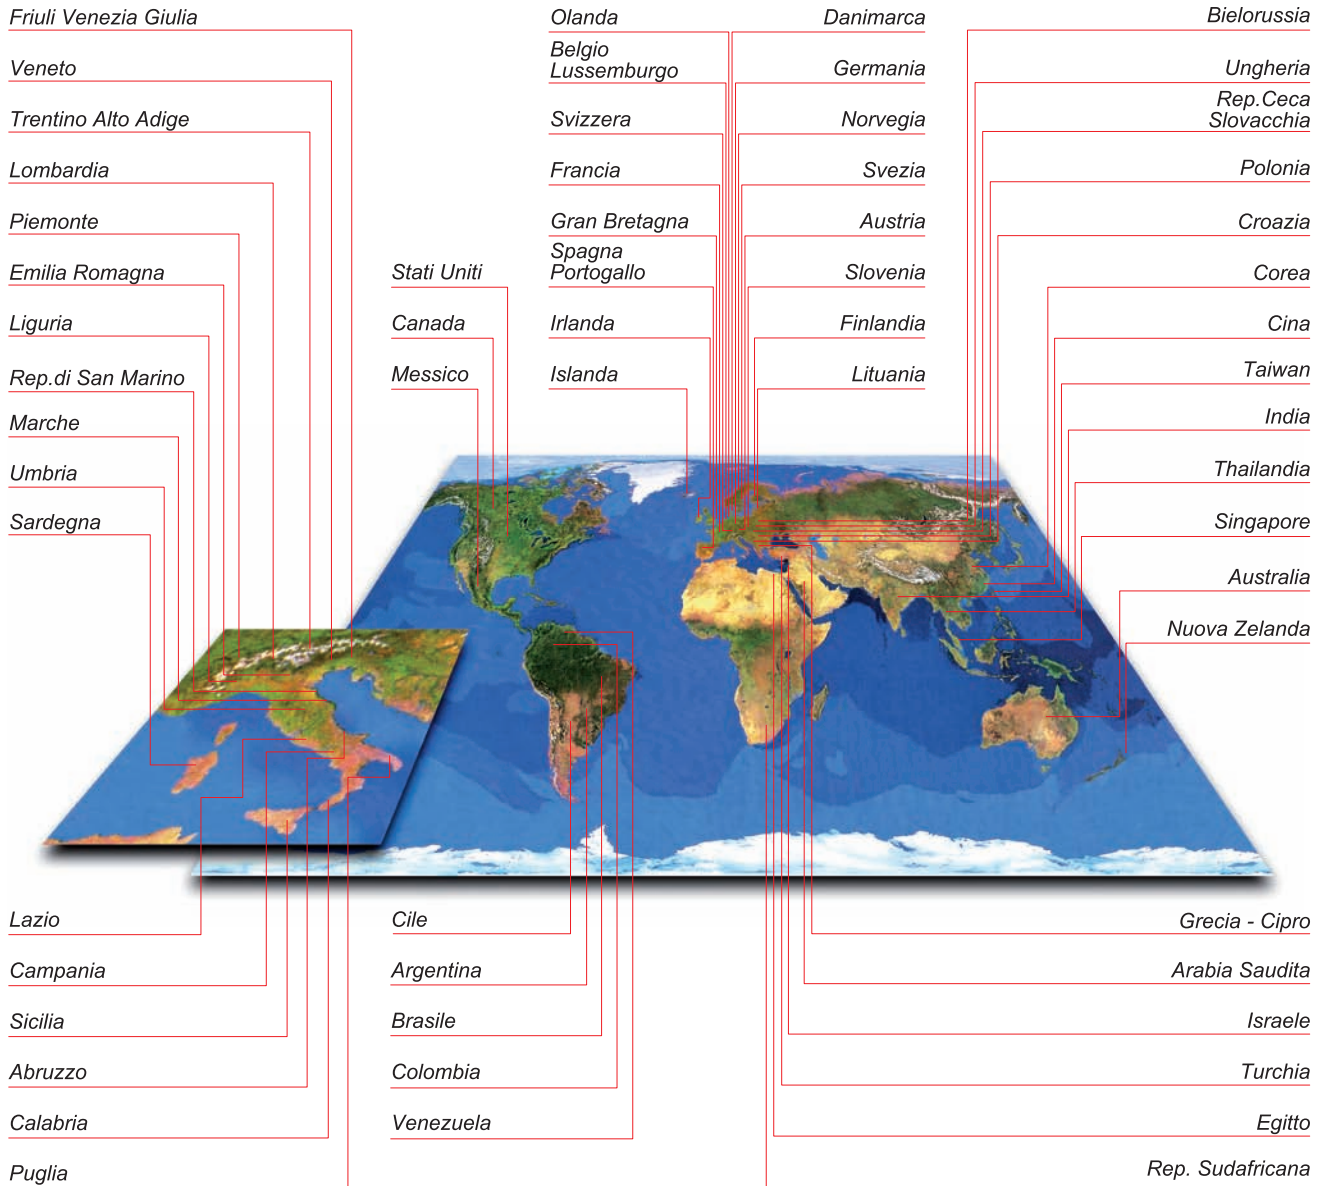 Friuli Venezia Giulia
Veneto
Trentino Alto Adige
Lombardia
Piemonte
Emilia Romagna
Liguria
Rep.di San Marino
Marche
Umbria
Sardegna
Stati Uniti
Canada
Messico
Olanda
Belgio
Lussemburgo
Svizzera
Francia
Gran Bretagna
Spagna
Portogallo
Irlanda
Islanda
Danimarca
Germania
Norvegia
Svezia
Austria
Slovenia
Finlandia
Lituania
Bielorussia
Ungheria
Rep.Ceca
Slovacchia
Polonia
Croazia
Corea
Cina
Taiwan
India
Thailandia
Singapore
Australia
Nuova Zelanda
Lazio
Campania
Sicilia
Abruzzo
Calabria
Puglia
Cile
Argentina
Brasile
Colombia
Venezuela
Grecia - Cipro
Arabia Saudita
Israele
Turchia
Egitto
Rep. Sudafricana